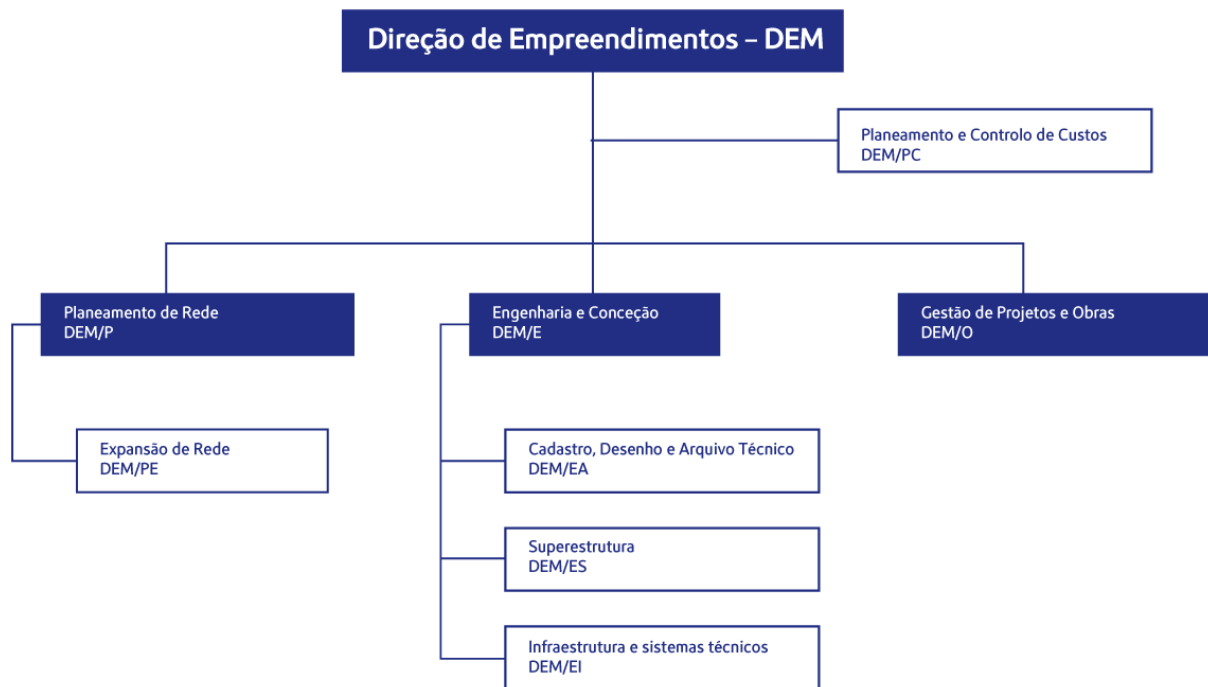 Direção de Empreendimentos – DEM
Planeamento e Controlo de Custos
DEM/PC
Planeamento de Rede
DEM/P
Engenharia e Conceção
DEM/E
Gestão de Projetos e Obras
DEM/O
Expansão de Rede
DEM/PE
Cadastro, Desenho e Arquivo Técnico
DEM/EA
Superestrutura
DEM/ES
Infraestrutura e sistemas técnicos
DEM/EI